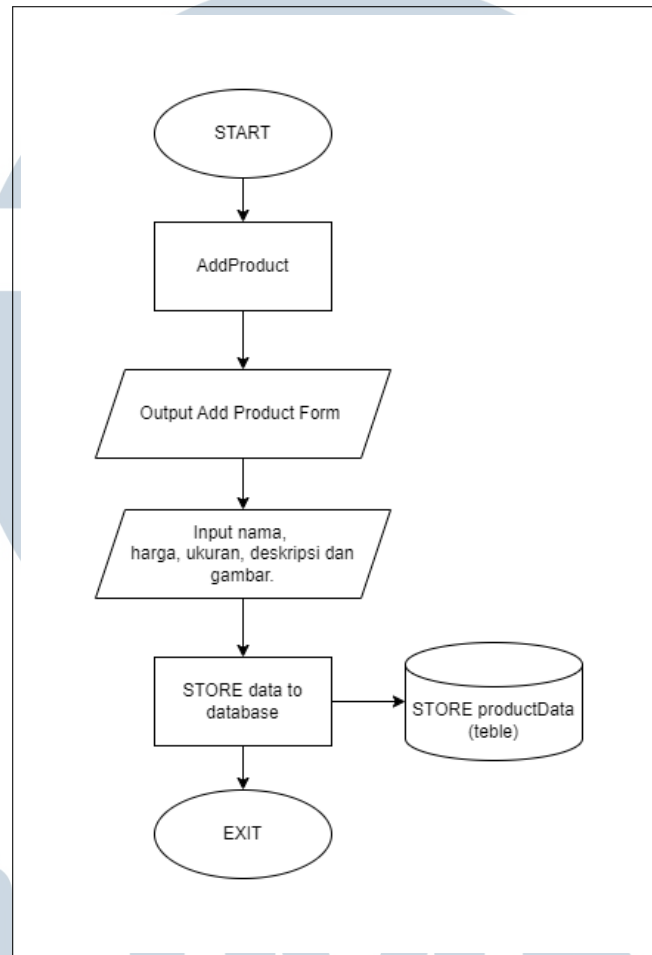 START
AddProduct
Output Add Product Form
Input nama,
harga, ukuran, deskripsi dan
gambar.
STORE data to
database
STORE productData
(teble)
EXIT